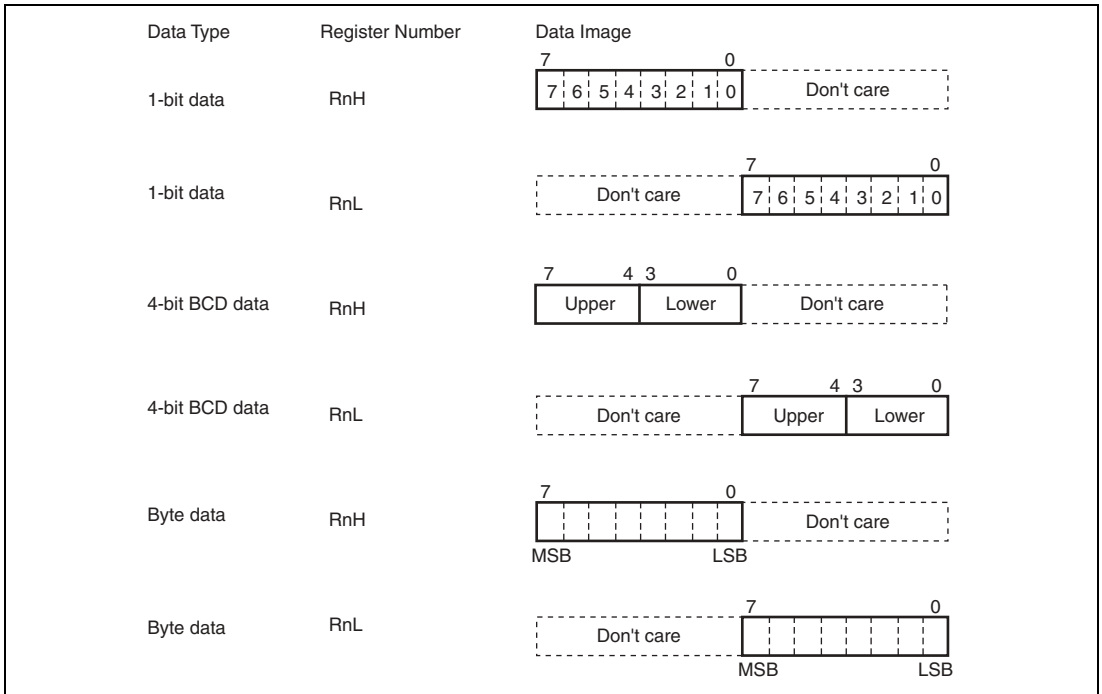 Data Type Register Number Data Image
7 0
1-bit data RnH 7 6 5 4 3 2 1 0 Don't care
7 0
1-bit data RnL Don't care 7 6 5 4 3 2 1 0
7 4 3 0
4-bit BCD data RnH Upper Lower Don't care
7 4 3 0
4-bit BCD data RnL Don't care Upper Lower
7 0
Byte data RnH Don't care
MSB LSB
7 0
Byte data RnL Don't care
MSB LSB